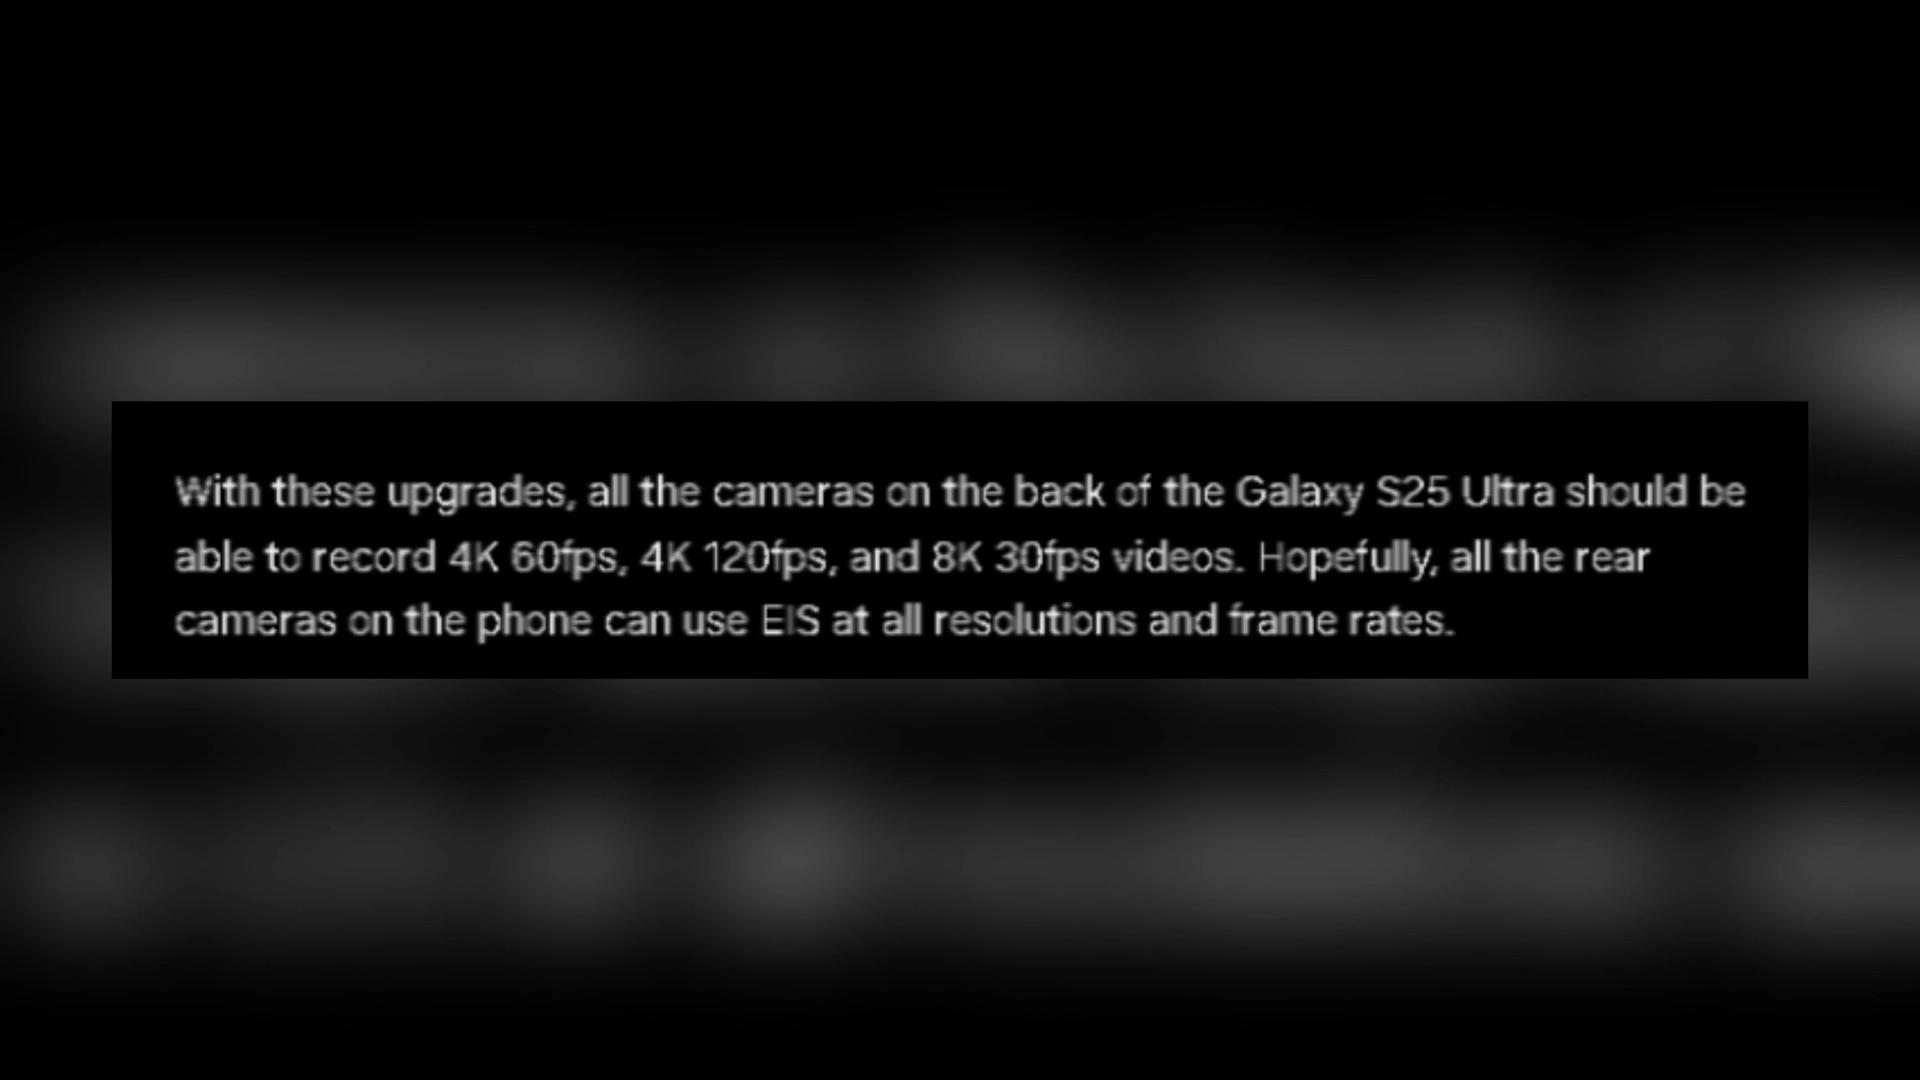 With these upgrades, all the cameras on the back of the Galaxy S25 Ultra should be
able to record 4K 60fps, 4K 120fps, and 8K 30fps videos. Hopefully, all the rear
cameras on the phone can use EIS at all resolutions and frame rates.